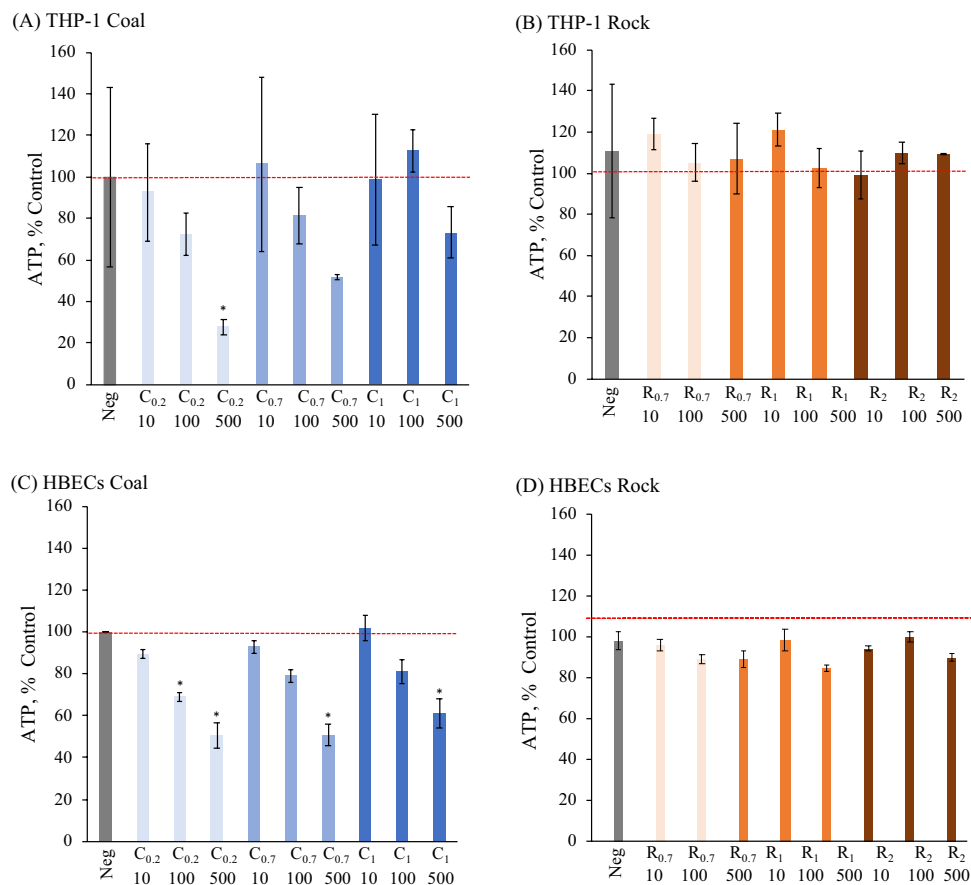 (A) THP-1 Coal
160
140
120
100
80
60
40
20
0
ATP, % Control
*
Neg
C0.2 C0.2 C0.2 C0.7 C0.7 C0.7 C1 C1 C1
10 100 500 10 100 500 10 100 500
(B) THP-1 Rock
160
140
120
100
80
60
40
20
0
ATP, % Control
Neg
R0.7 R0.7 R0.7 R1 R1 R1 R2 R2 R2
10 100 500 10 100 500 10 100 500
(C) HBECs Coal
160
140
120
100
80
60
40
20
0
ATP, % Control
* * * *
Neg
C0.2 C0.2 C0.2 C0.7 C0.7 C0.7 C1 C1 C1
10 100 500 10 100 500 10 100 500
(D) HBECs Rock
160
140
120
100
80
60
40
20
0
ATP, % Control
Neg
R0.7 R0.7 R0.7 R1 R1 R1 R2 R2 R2
10 100 500 10 100 500 10 100 500